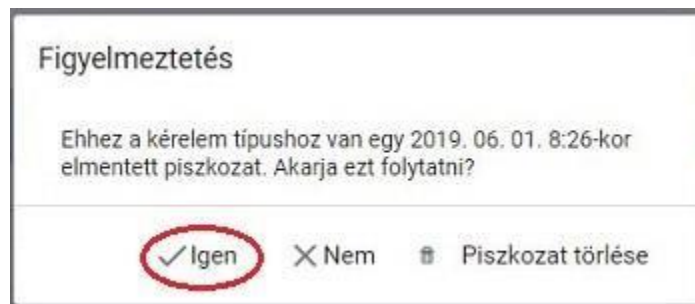 Figyelmeztetés
Ehhez a kérelem típushoz van egy 2019. 06. 01. 8:26-kor
elmentett piszkozat. Akarja ezt folytatni?
Igen Nem Piszkozat törlése